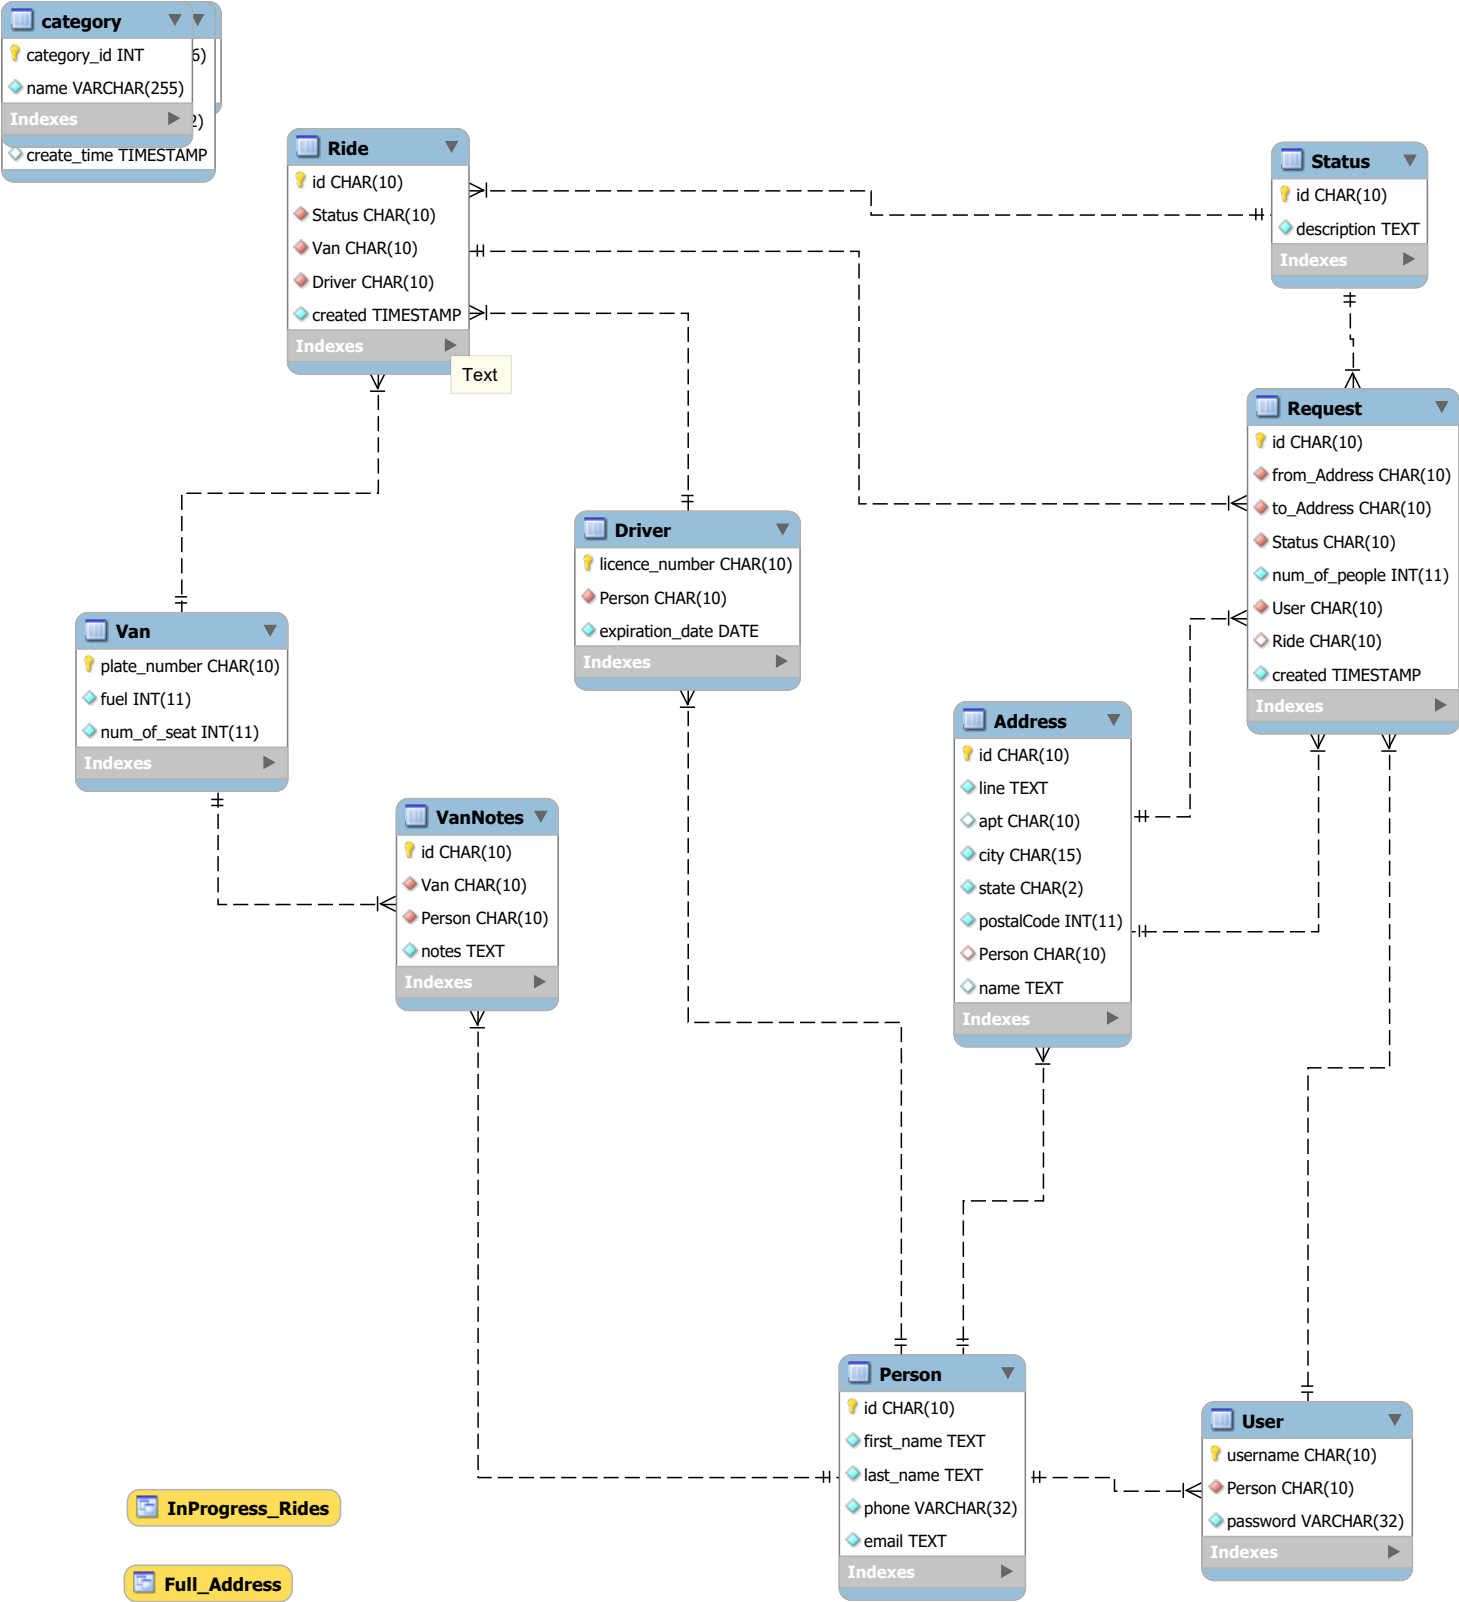 category
category_id INT
6)
name VARCHAR(255)
Indexes
2)
create_time TIMESTAMP
Ride
id CHAR(10)
Status CHAR(10)
Van CHAR(10)
Driver CHAR(10)
created TIMESTAMP
Indexes
Text
Status
id CHAR(10)
description TEXT
Indexes
Request
id CHAR(10)
from_Address CHAR(10)
to_Address CHAR(10)
Status CHAR(10)
num_of_people INT(11)
User CHAR(10)
Ride CHAR(10)
created TIMESTAMP
Indexes
Driver
licence_number CHAR(10)
Person CHAR(10)
expiration_date DATE
Indexes
Van
plate_number CHAR(10)
fuel INT(11)
num_of_seat INT(11)
Indexes
Address
id CHAR(10)
line TEXT
apt CHAR(10)
city CHAR(15)
state CHAR(2)
postalCode INT(11)
Person CHAR(10)
name TEXT
Indexes
VanNotes
id CHAR(10)
Van CHAR(10)
Person CHAR(10)
notes TEXT
Indexes
Person
id CHAR(10)
first_name TEXT
last_name TEXT
phone VARCHAR(32)
email TEXT
Indexes
User
username CHAR(10)
Person CHAR(10)
password VARCHAR(32)
Indexes
InProgress_Rides
Full_Address